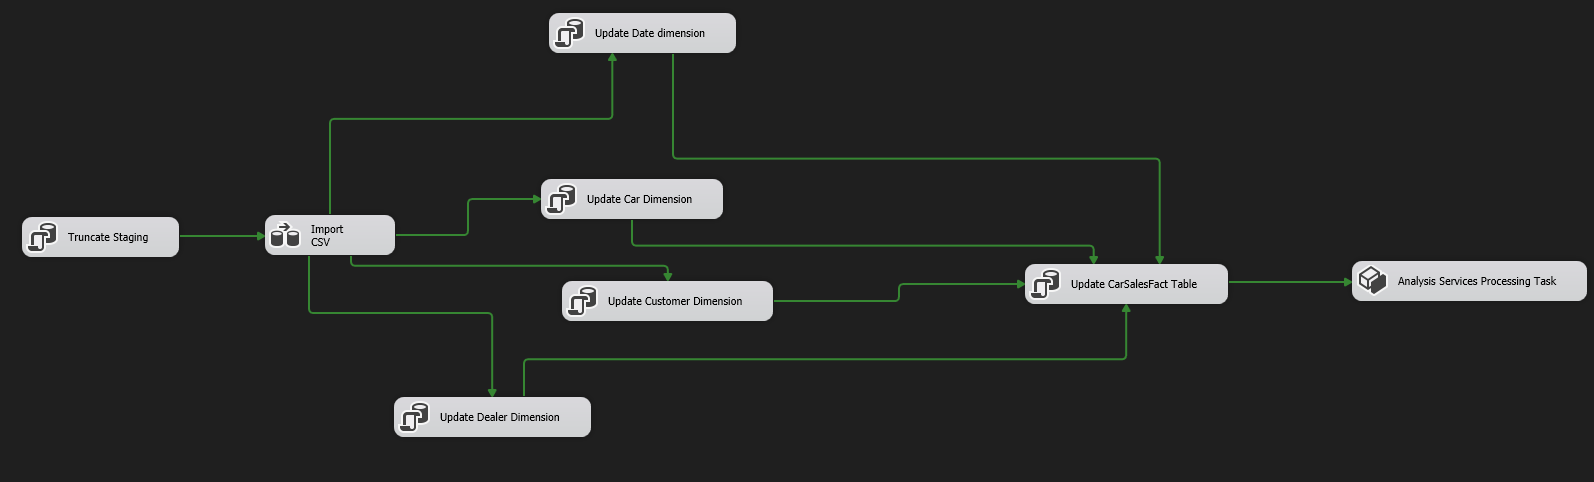 Update Date dimension
Update Car Dimension
Truncate Staging
Import
CSV
Update Customer Dimension
Update CarSalesFact Table
Analysis Services Processing Task
Update Dealer Dimension